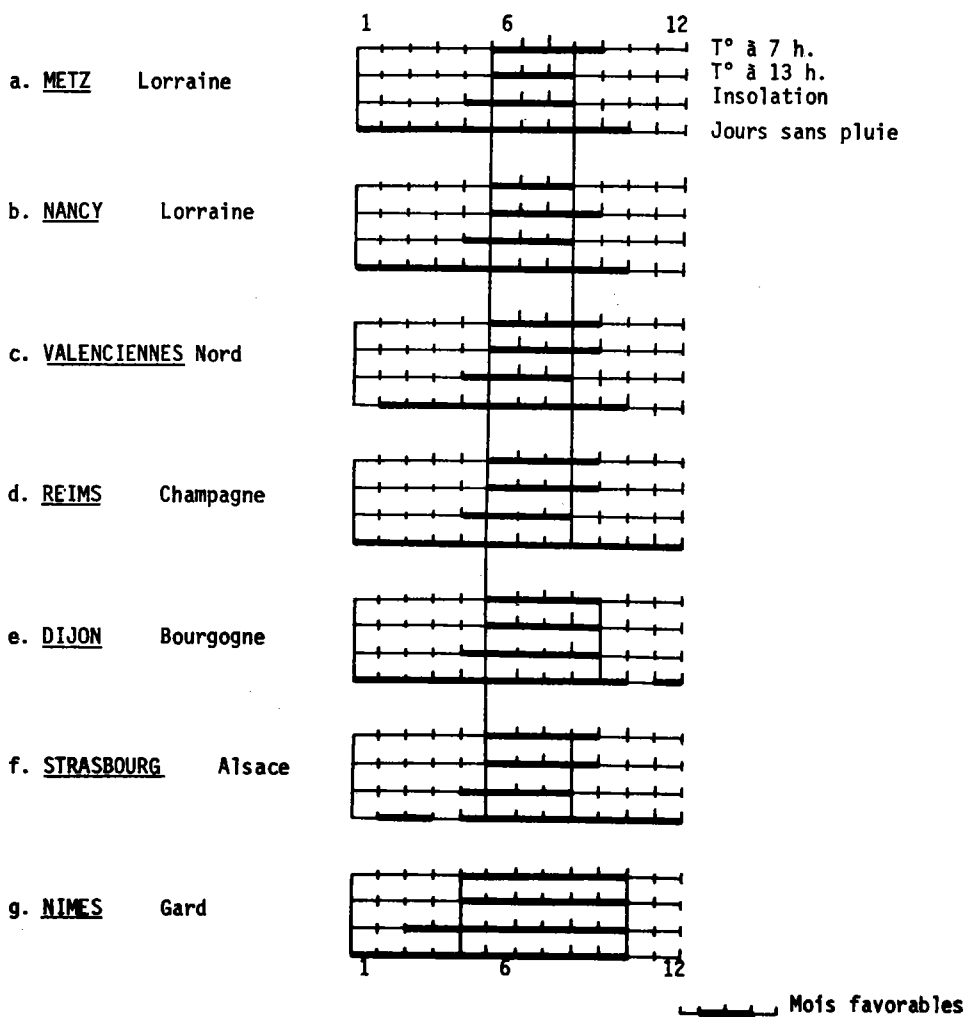 1 6 12
T° à 7 h.
a. METZ Lorraine
T° à 13 h.
Insolation
Jours sans pluie
b. NANCY Lorraine
c. VALENCIENNES Nord
d. REIMS Champagne
e. DIJON Bourgogne
f. STRASBOURG Alsace
g. NIMES Gard
1 6 12
Mois favorables